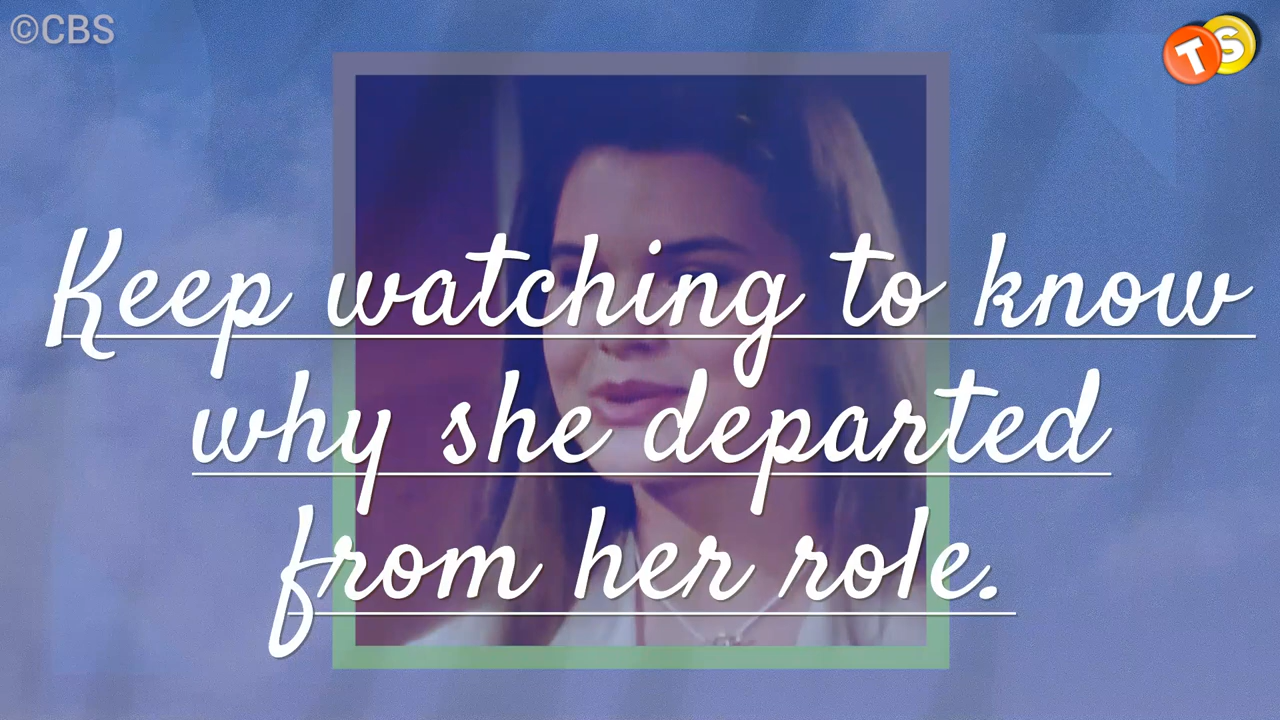 ©CBS
TS
Keep watching to know
why she departed
from her role.